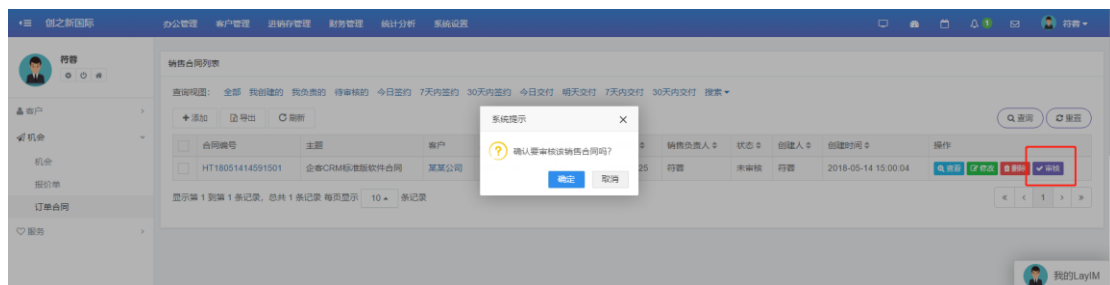 创之新国际 办公管理 客户管理 进销存管理 财务管理 统计分析 系统设置 1 符蓉
符蓉
客户
机会
机会
报价单
订单合同
服务
销售合同列表
查询视图： 全部 我创建的 我负责的 待审核的 今日签约 7天内签约 30天内签约 今日交付 明天交付 7天内交付 30天内交付 搜索
+添加 导出 刷新 查询 重置
合同编号 主题 客户 销售负责人 状态 创建人 创建时间 操作
HT18051414591501 企客CRM标准版软件合同 某某公司 25 符蓉 未审核 符蓉 2018-05-14 15:00:04 查看 修改 删除 审核
显示第 1 到第 1 条记录，总共 1 条记录 每页显示 10 条记录 « ‹ 1 › »
系统提示 ×
? 确认要审核该销售合同吗?
确定 取消
我的LayIM